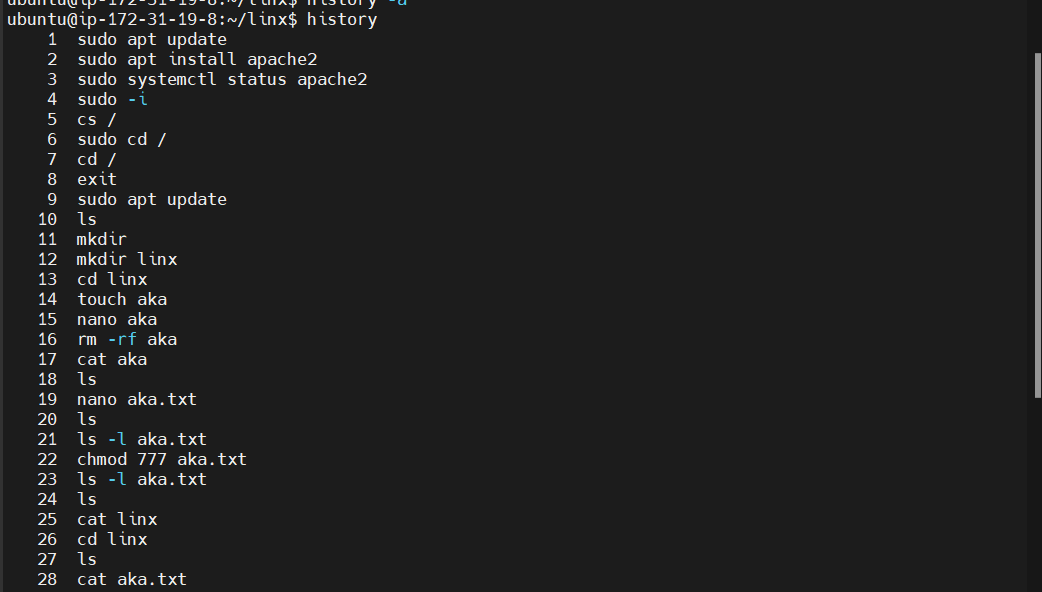 ubuntu@ip-172-31-19-8:~/linx$ history -a
ubuntu@ip-172-31-19-8:~/linx$ history
1 sudo apt update
2 sudo apt install apache2
3 sudo systemctl status apache2
4 sudo -i
5 cs /
6 sudo cd /
7 cd /
8 exit
9 sudo apt update
10 ls
11 mkdir
12 mkdir linx
13 cd linx
14 touch aka
15 nano aka
16 rm -rf aka
17 cat aka
18 ls
19 nano aka.txt
20 ls
21 ls -l aka.txt
22 chmod 777 aka.txt
23 ls -l aka.txt
24 ls
25 cat linx
26 cd linx
27 ls
28 cat aka.txt